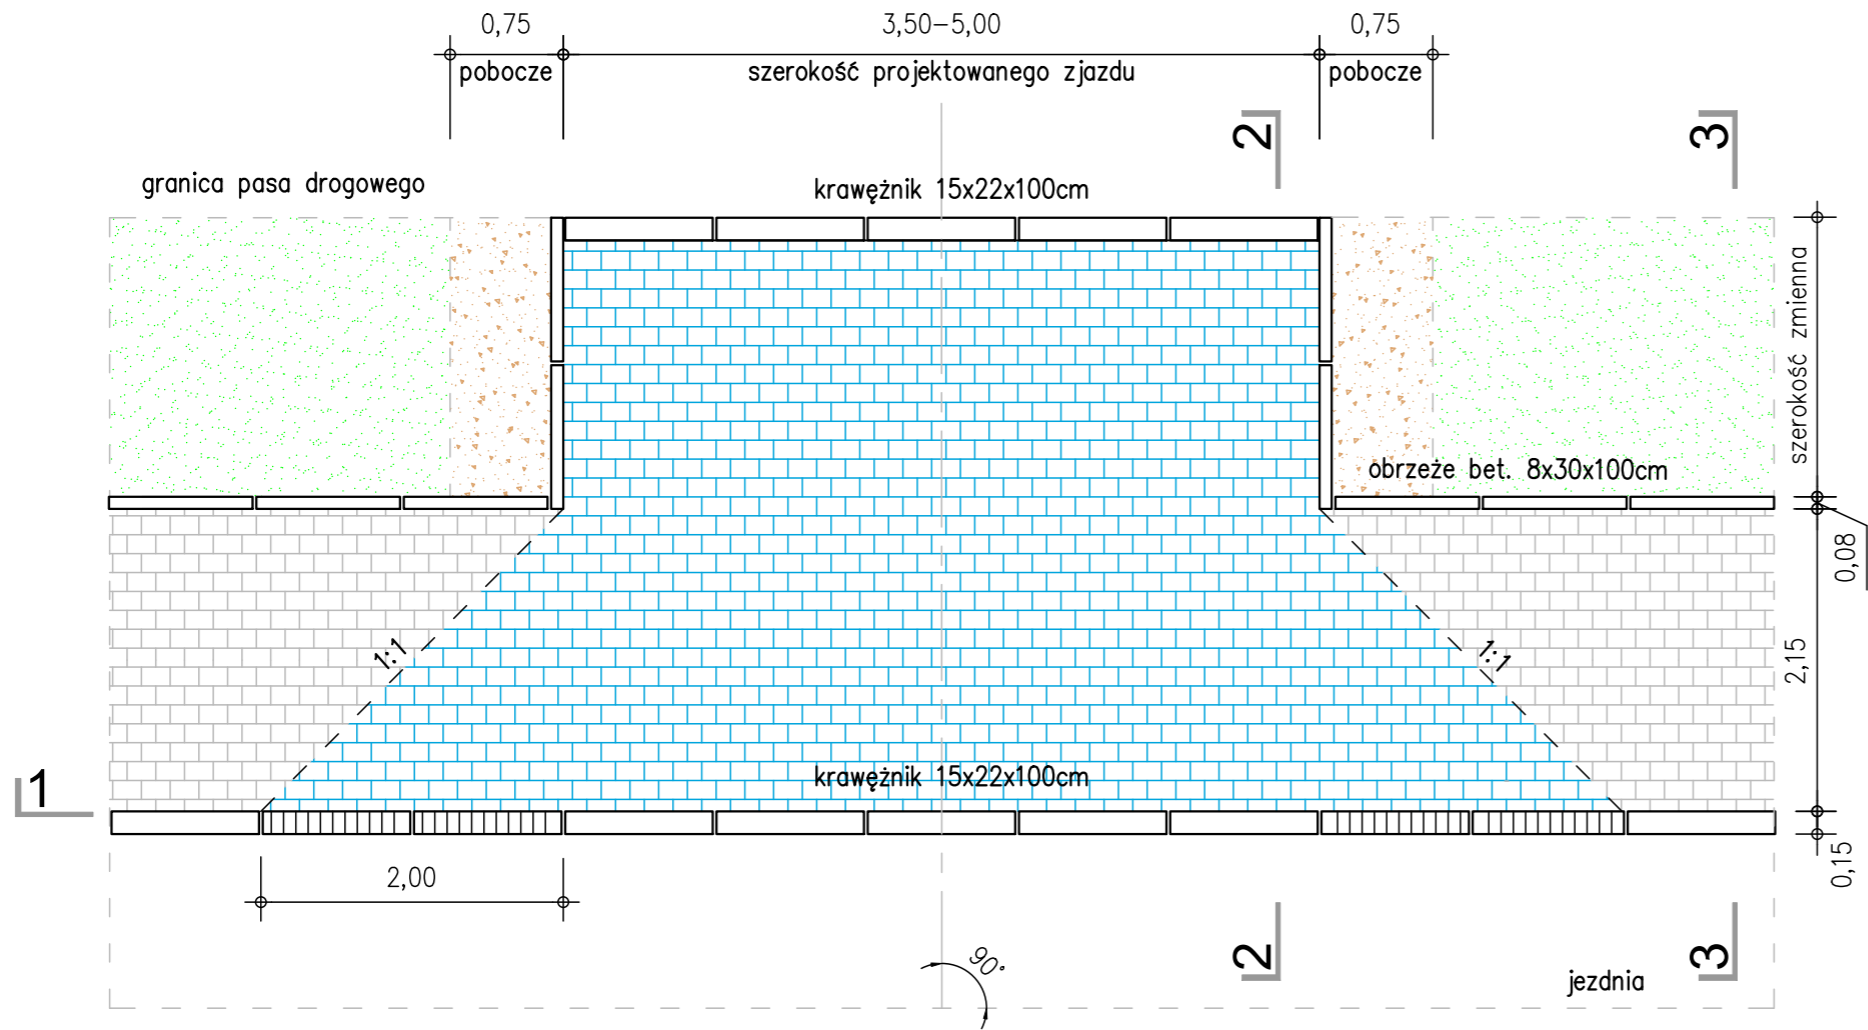 0,75
3,50-5,00
0,75
pobocze
szerokość projektowanego zjazdu
pobocze
2
3
granica pasa drogowego
krawężnik 15x22x100cm
szerokość zmienna
obrzeże bet. 8x30x100cm
0,08
1:1
1:1
2,15
1
krawężnik 15x22x100cm
0,15
2,00
2
3
90°
jezdnia